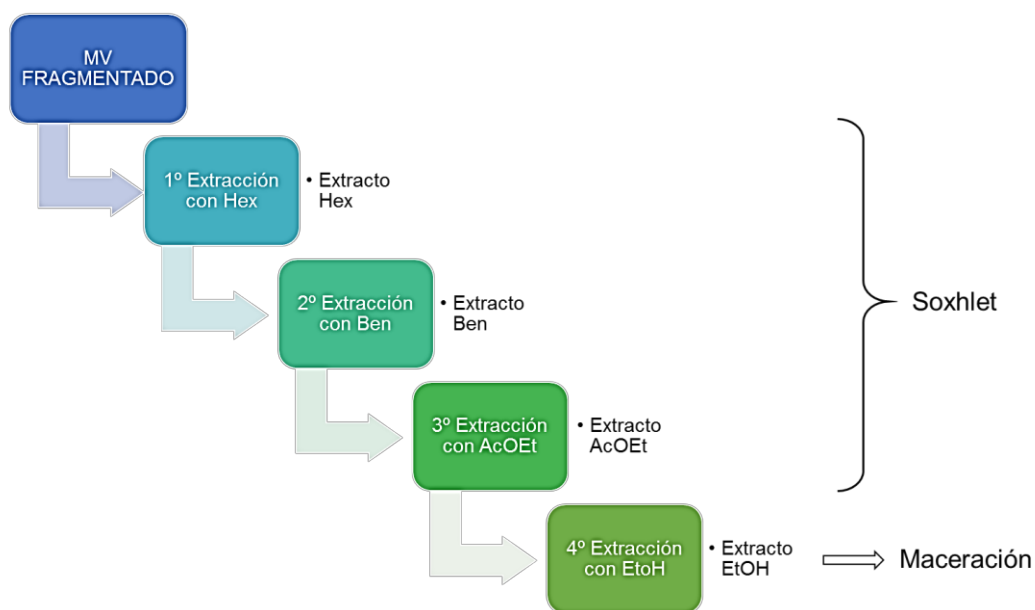 MV
FRAGMENTADO
1º Extracción
con Hex
• Extracto
Hex
2º Extracción
con Ben
• Extracto
Ben
Soxhlet
3º Extracción
con AcOEt
• Extracto
AcOEt
4º Extracción
con EtoH
• Extracto
EtOH
Maceración